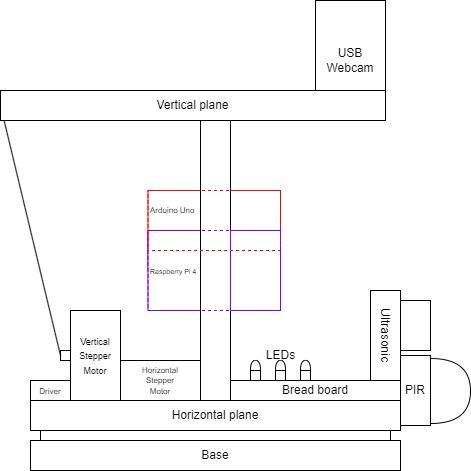 USB
Webcam
Vertical plane
Arduino Uno
Raspberry Pi 4
Ultrasonic
Vertical
Stepper
Motor
LEDs
Horizontal
Stepper
Motor
Driver
Bread board
PIR
Horizontal plane
Base